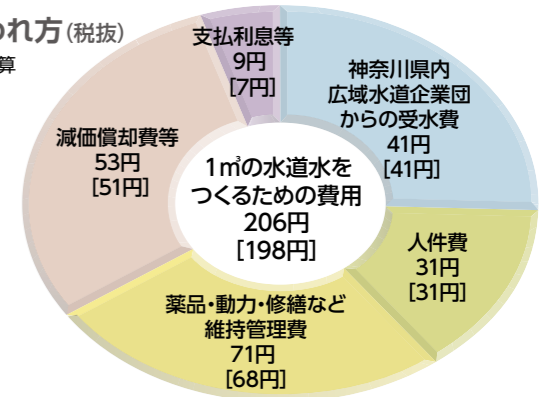 われ方(税抜)
算
支払利息等
9円
[7円]
神奈川県内
広域水道企業団
からの受水費
41円
[41円]
減価償却費等
53円
[51円]
1㎥の水道水を
つくるための費用
206円
[198円]
人件費
31円
[31円]
薬品・動力・修繕など
維持管理費
71円
[68円]